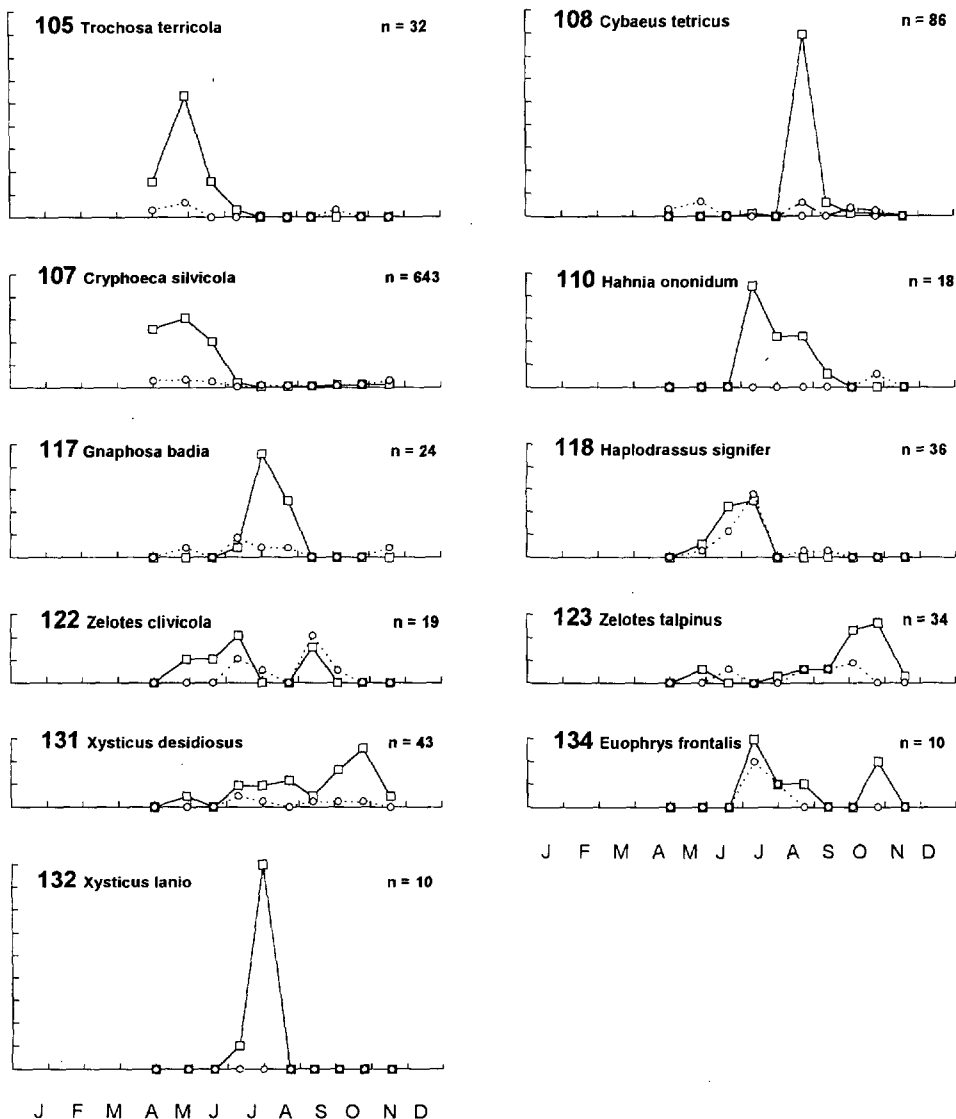 105 Trochosa terricola n = 32
108 Cybaeus tetricus n = 86
107 Cryphoeca silvicola n = 643
110 Hahnia ononidum n = 18
117 Gnaphosa badia n = 24
118 Haplodrassus signifer n = 36
122 Zelotes clivicola n = 19
123 Zelotes talpinus n = 34
131 Xysticus desidiosus n = 43
134 Euophrys frontalis n = 10
J F M A M J J A S O N D
132 Xysticus lanio n = 10
J F M A M J J A S O N D